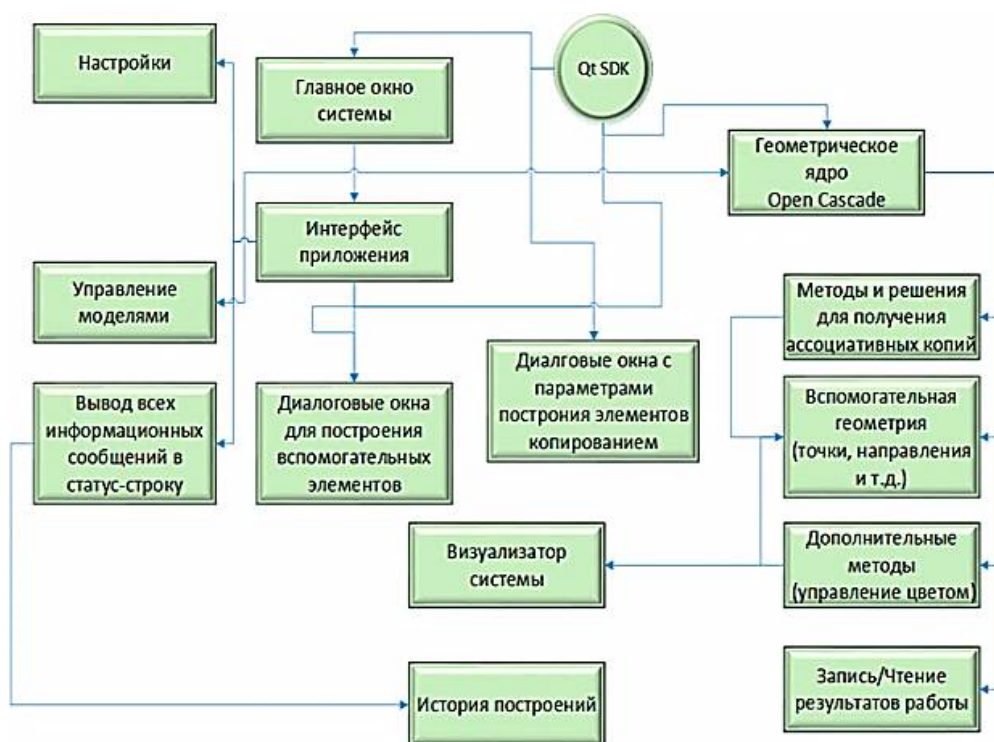 Настройки
Главное окно
системы
Qt SDK
Геометрическое
ядро
Open Cascade
Интерфейс
приложения
Управление
моделями
Методы и решения
для получения
ассоциативных копий
Диалговые окна с
параметрами
построния элементов
копированием
Вывод всех
информационных
сообщений в
статус-строку
Диалоговые окна
для построения
вспомогательных
элементов
Вспомогательная
геометрия
(точки, направления
и т.д.)
Визуализатор
системы
Дополнительные
методы
(управление цветом)
История построений
Запись/Чтение
результатов работы